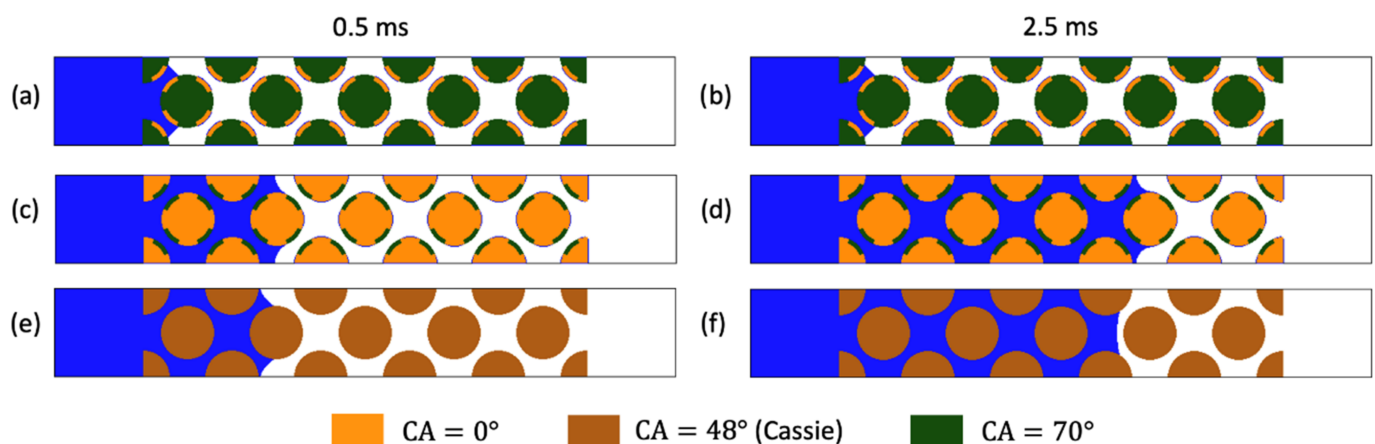 0.5 ms 2.5 ms
(a) (b)
(c) (d)
(e) (f)
CA = 0° CA = 48° (Cassie) CA = 70°